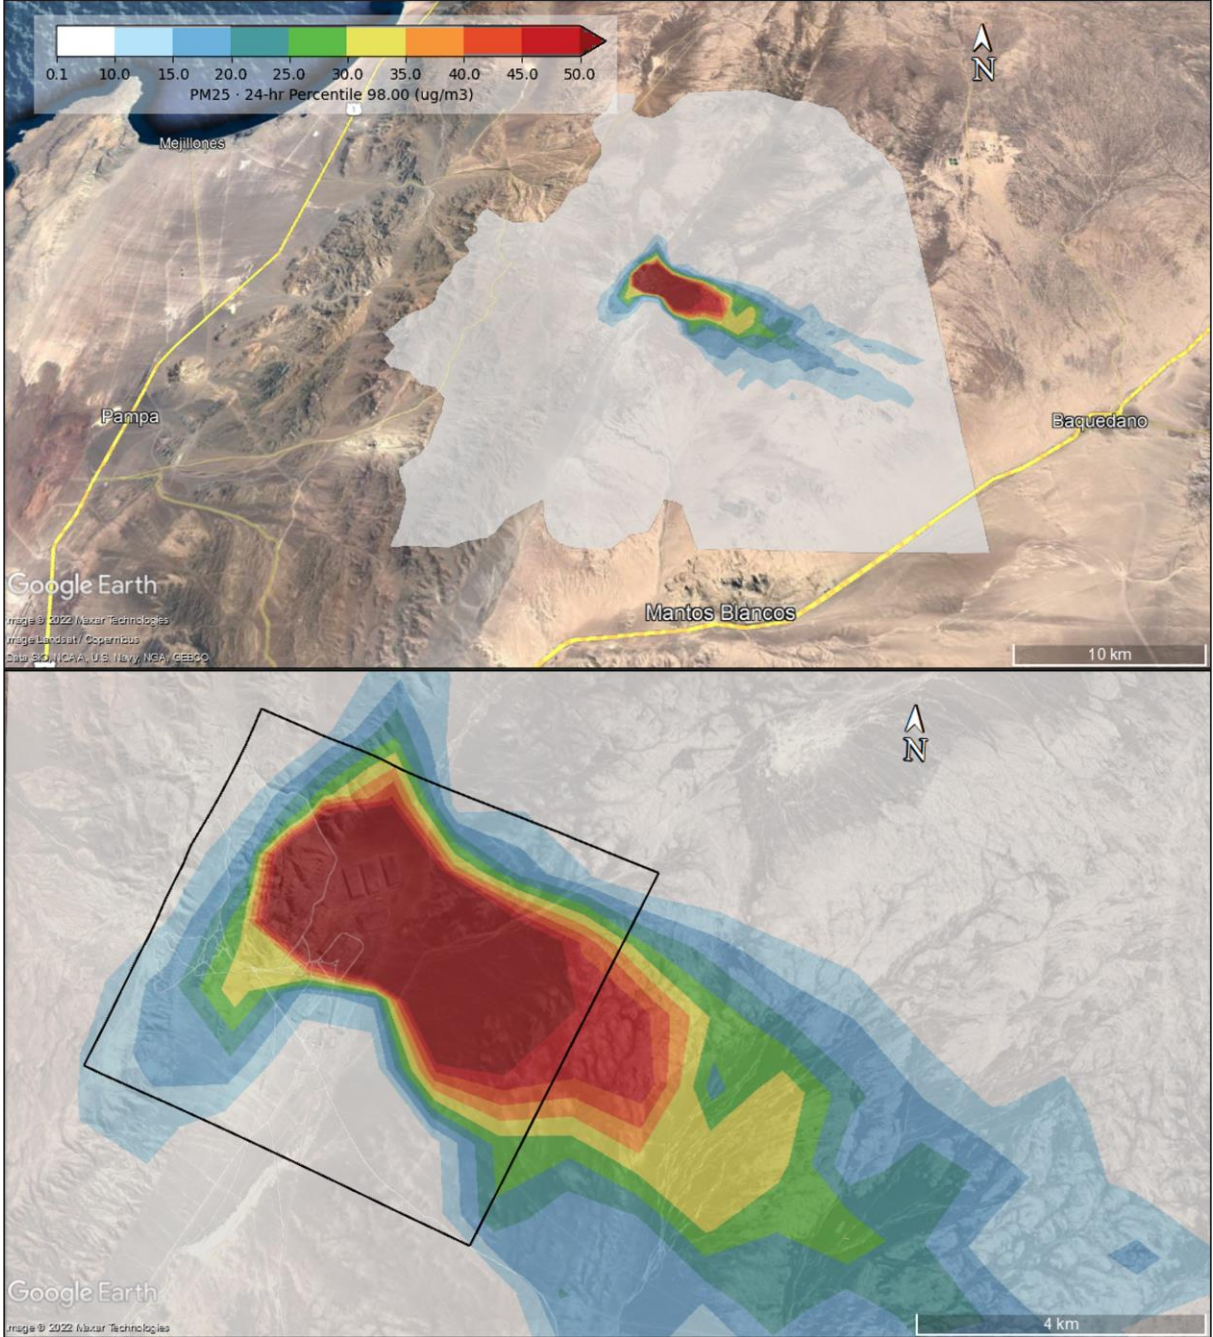 0.1 10.0 15.0 20.0 25.0 30.0 35.0 40.0 45.0 50.0
PM25 · 24-hr Percentile 98.00 (ug/m3)
N
Mejillones
1
Pampa
Baquedano
Mantos Blancos
Google Earth
Image © 2022 Maxar Technologies
Image Landsat / Copernicus
Data SIO, NOAA, U.S. Navy, NGA, GEBCO
10 km
N
Google Earth
Image © 2022 Maxar Technologies
4 km